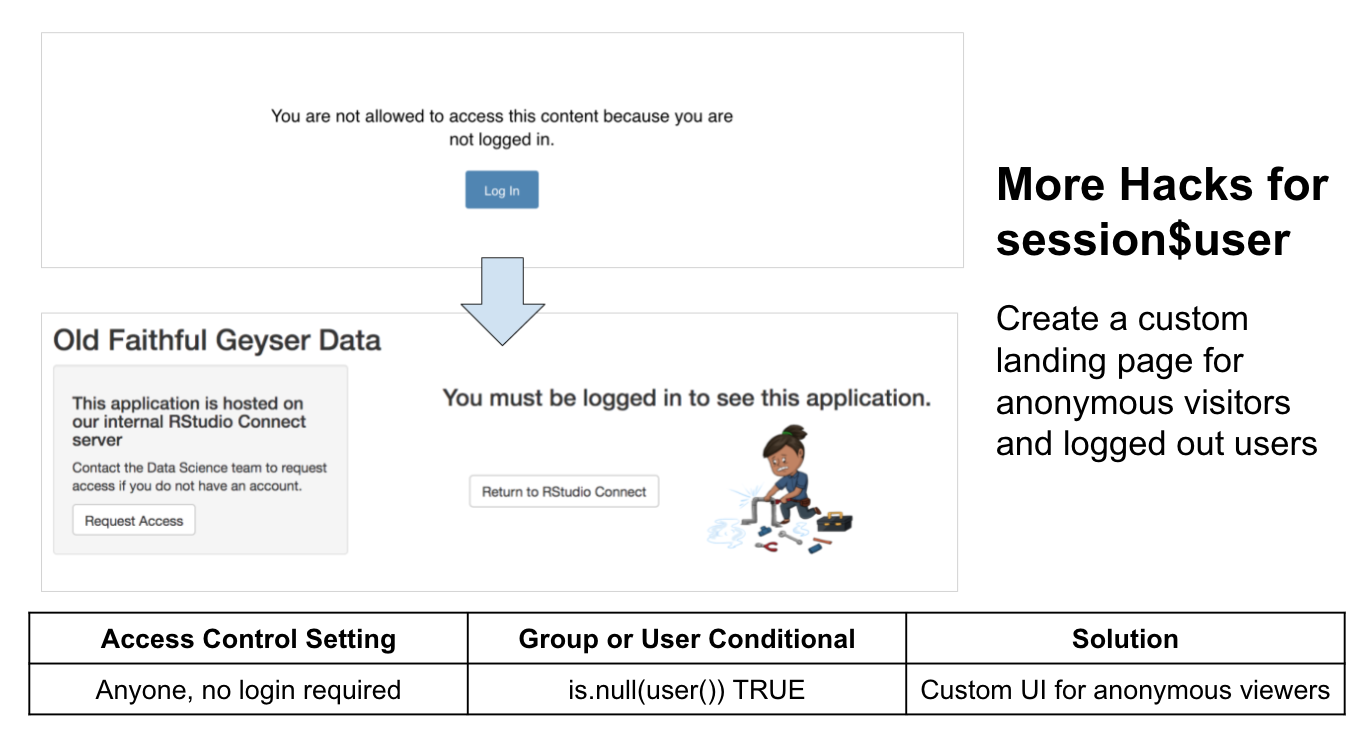 You are not allowed to access this content because you are
not logged in.
Log In
More Hacks for
session$user
Create a custom
landing page for
anonymous visitors
and logged out users
Old Faithful Geyser Data
This application is hosted on
our internal RStudio Connect
server
Contact the Data Science team to request
access if you do not have an account.
Request Access
You must be logged in to see this application.
Return to RStudio Connect
Access Control Setting
Group or User Conditional
Solution
Anyone, no login required
is.null(user()) TRUE
Custom UI for anonymous viewers